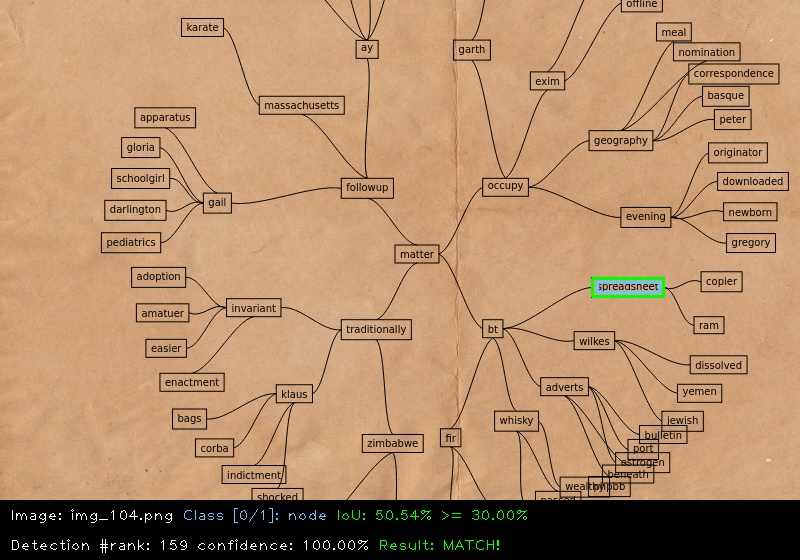 offline
karate
meal
ay
garth
nomination
correspondence
exim
basque
massachusetts
apparatus
peter
geography
gloria
originator
schoolgirl
downloaded
followup
occupy
gail
darlington
newborn
evening
pediatrics
gregory
matter
adoption
copier
spreadsheet
amatuer
invariant
ram
bt
traditionally
wilkes
easier
dissolved
enactment
adverts
yemen
klaus
bags
whisky
jewish
bulletin
fir
zimbabwe
corba
port
estrogen
indictment
beneath
wealthy
phpbb
shocked
Image: img_104.png Class [0/1]: node IoU: 50.54% >= 30.00%
Detection #rank: 159 confidence: 100.00% Result: MATCH!